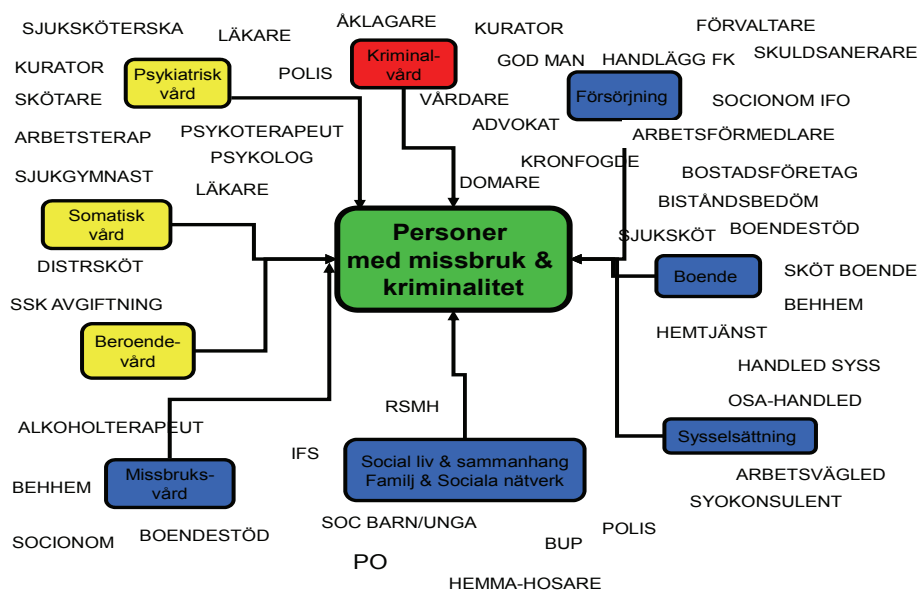 SJUKSKÖTERSKA
LÄKARE
ÅKLAGARE
KURATOR
FÖRVALTARE
KURATOR
Psykiatrisk
vård
POLIS
Kriminal-
vård
GOD MAN
HANDLÄGG FK
SKULDSANERARE
SKÖTARE
VÅRDARE
Försörjning
SOCIONOM IFO
ADVOKAT
ARBETSTERAP
PSYKOTERAPEUT
ARBETSFÖRMEDLARE
PSYKOLOG
KRONFOGDE
BOSTADSFÖRETAG
SJUKGYMNAST
LÄKARE
DOMARE
BISTÅNDSBEDÖM
Somatisk
vård
Personer
med missbruk &
kriminalitet
SJUKSKÖT
BOENDESTÖD
DISTRSKÖT
Boende
SKÖT BOENDE
SSK AVGIFTNING
BEHHEM
Beroende-
vård
HEMTJÄNST
HANDLED SYSS
RSMH
OSA-HANDLED
ALKOHOLTERAPEUT
Sysselsättning
IFS
Social liv & sammanhang
Familj & Sociala nätverk
BEHHEM
Missbruks-
vård
ARBETSVÄGLED
SYOKONSULENT
SOCIONOM
BOENDESTÖD
SOC BARN/UNGA
POLIS
BUP
PO
HEMMA-HOSARE